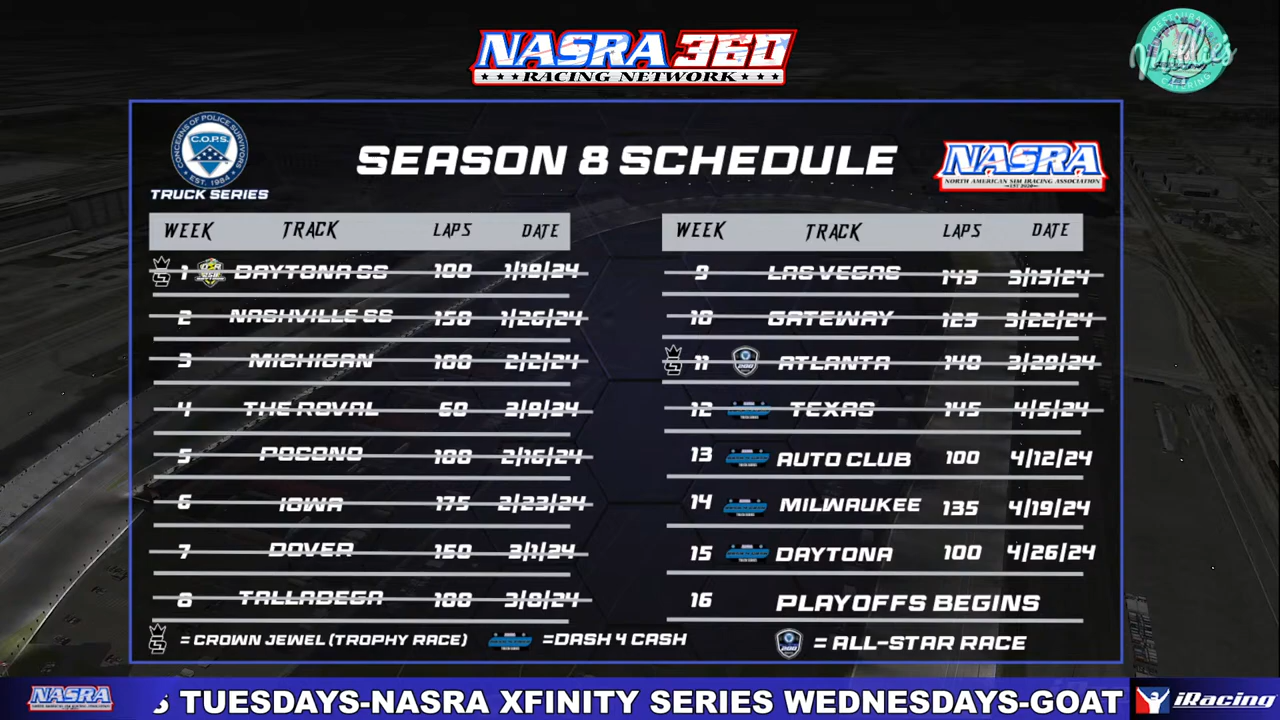 NASRA 360
RACING NETWORK
RESTAURANT
CATERING
CONCERNS OF POLICE SURVIVORS
C.O.P.S.
EST. 1984
TRUCK SERIES
SEASON 8 SCHEDULE
NASRA
NORTH AMERICAN SIM RACING ASSOCIATION
EST 2020
WEEK TRACK LAPS DATE
1 DAYTONA SS 100 1/19/24
2 NASHVILLE SS 150 1/26/24
3 MICHIGAN 100 2/2/24
4 THE ROVAL 60 2/9/24
5 POCONO 100 2/16/24
6 IOWA 175 2/23/24
7 DOVER 150 3/1/24
8 TALLADEGA 100 3/8/24
WEEK TRACK LAPS DATE
9 LAS VEGAS 145 3/15/24
10 GATEWAY 125 3/22/24
11 ATLANTA 140 3/29/24
12 TEXAS 145 4/5/24
13 AUTO CLUB 100 4/12/24
14 MILWAUKEE 135 4/19/24
15 DAYTONA 100 4/26/24
16 PLAYOFFS BEGINS
= CROWN JEWEL (TROPHY RACE)
=DASH 4 CASH
= ALL-STAR RACE
NASRA
TUESDAYS-NASRA XFINITY SERIES WEDNESDAYS-GOAT
iRacing